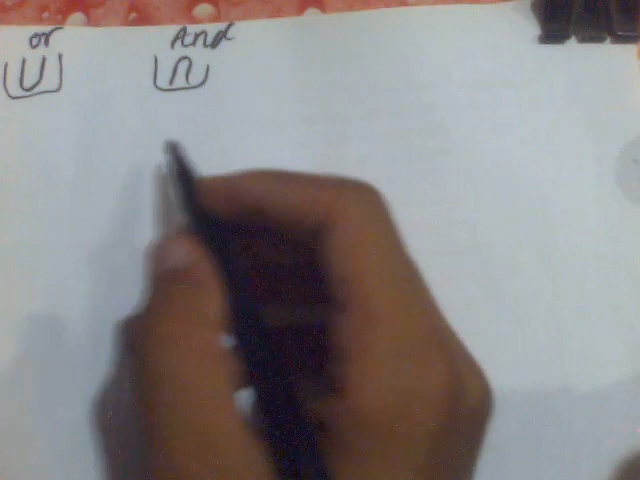 or And
∪ ∩